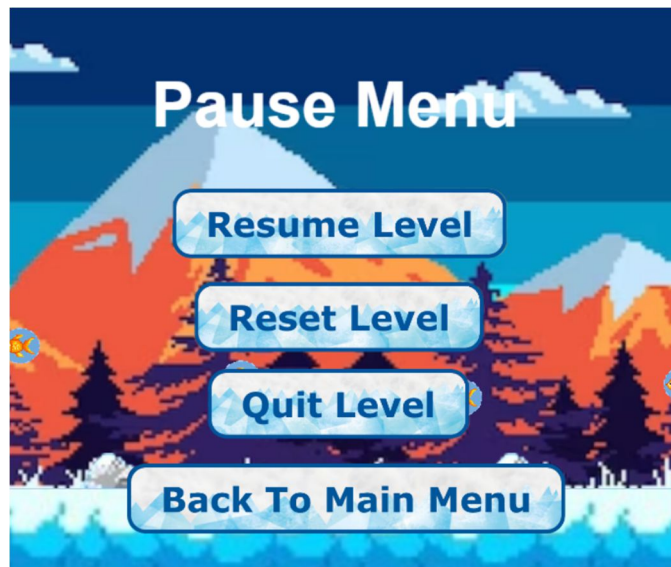 Pause Menu
Resume Level
Reset Level
Quit Level
Back To Main Menu